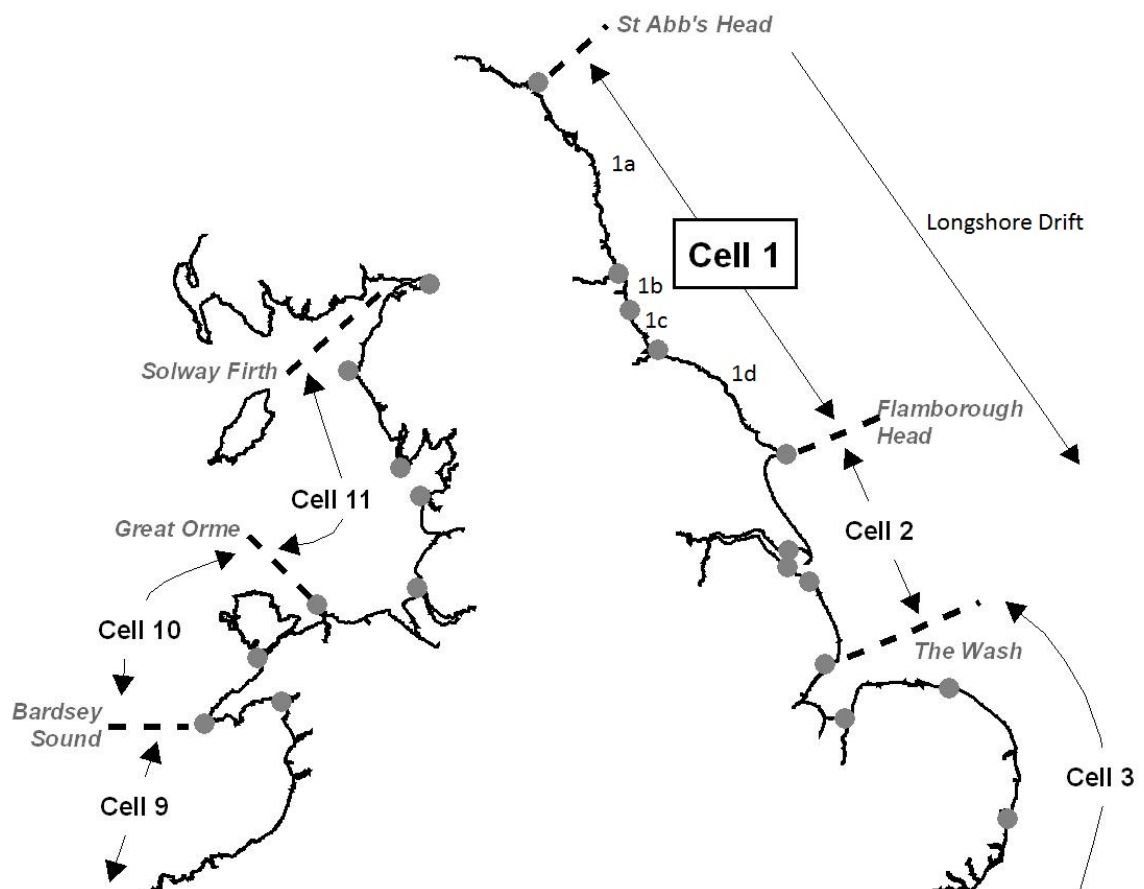 St Abb's Head
1a
Longshore Drift
Cell 1
1b
1c
Solway Firth
1d
Flamborough
Head
Cell 11
Great Orme
Cell 2
Cell 10
The Wash
Bardsey
Sound
Cell 3
Cell 9